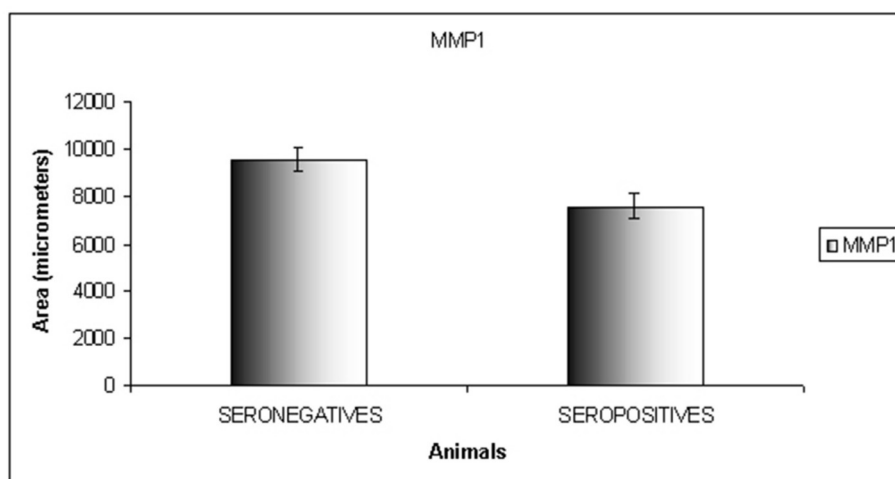 MMP1
12000
10000
8000
6000
4000
2000
0
Area (micrometers)
SERONEGATIVES SEROPOSITIVES
Animals
MMP1